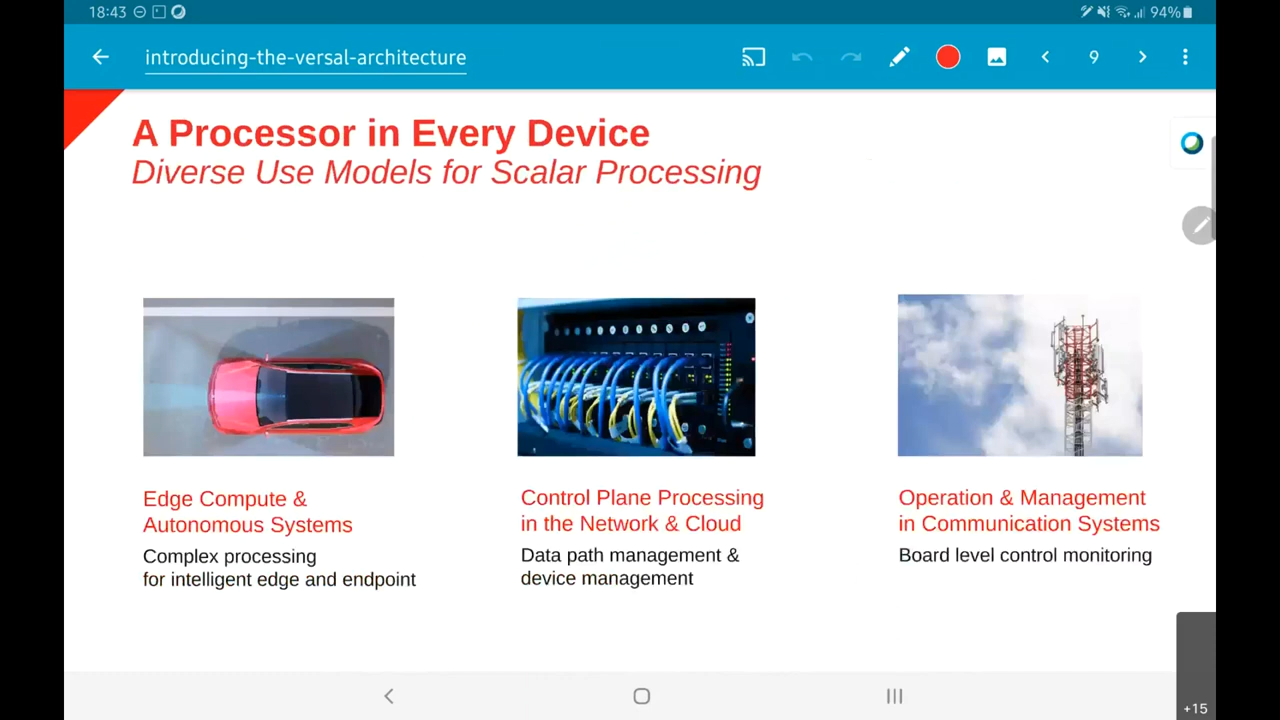 18:43
94%
introducing-the-versal-architecture
9
A Processor in Every Device
Diverse Use Models for Scalar Processing
Edge Compute &
Autonomous Systems
Complex processing
for intelligent edge and endpoint
Control Plane Processing
in the Network & Cloud
Data path management &
device management
Operation & Management
in Communication Systems
Board level control monitoring
+15